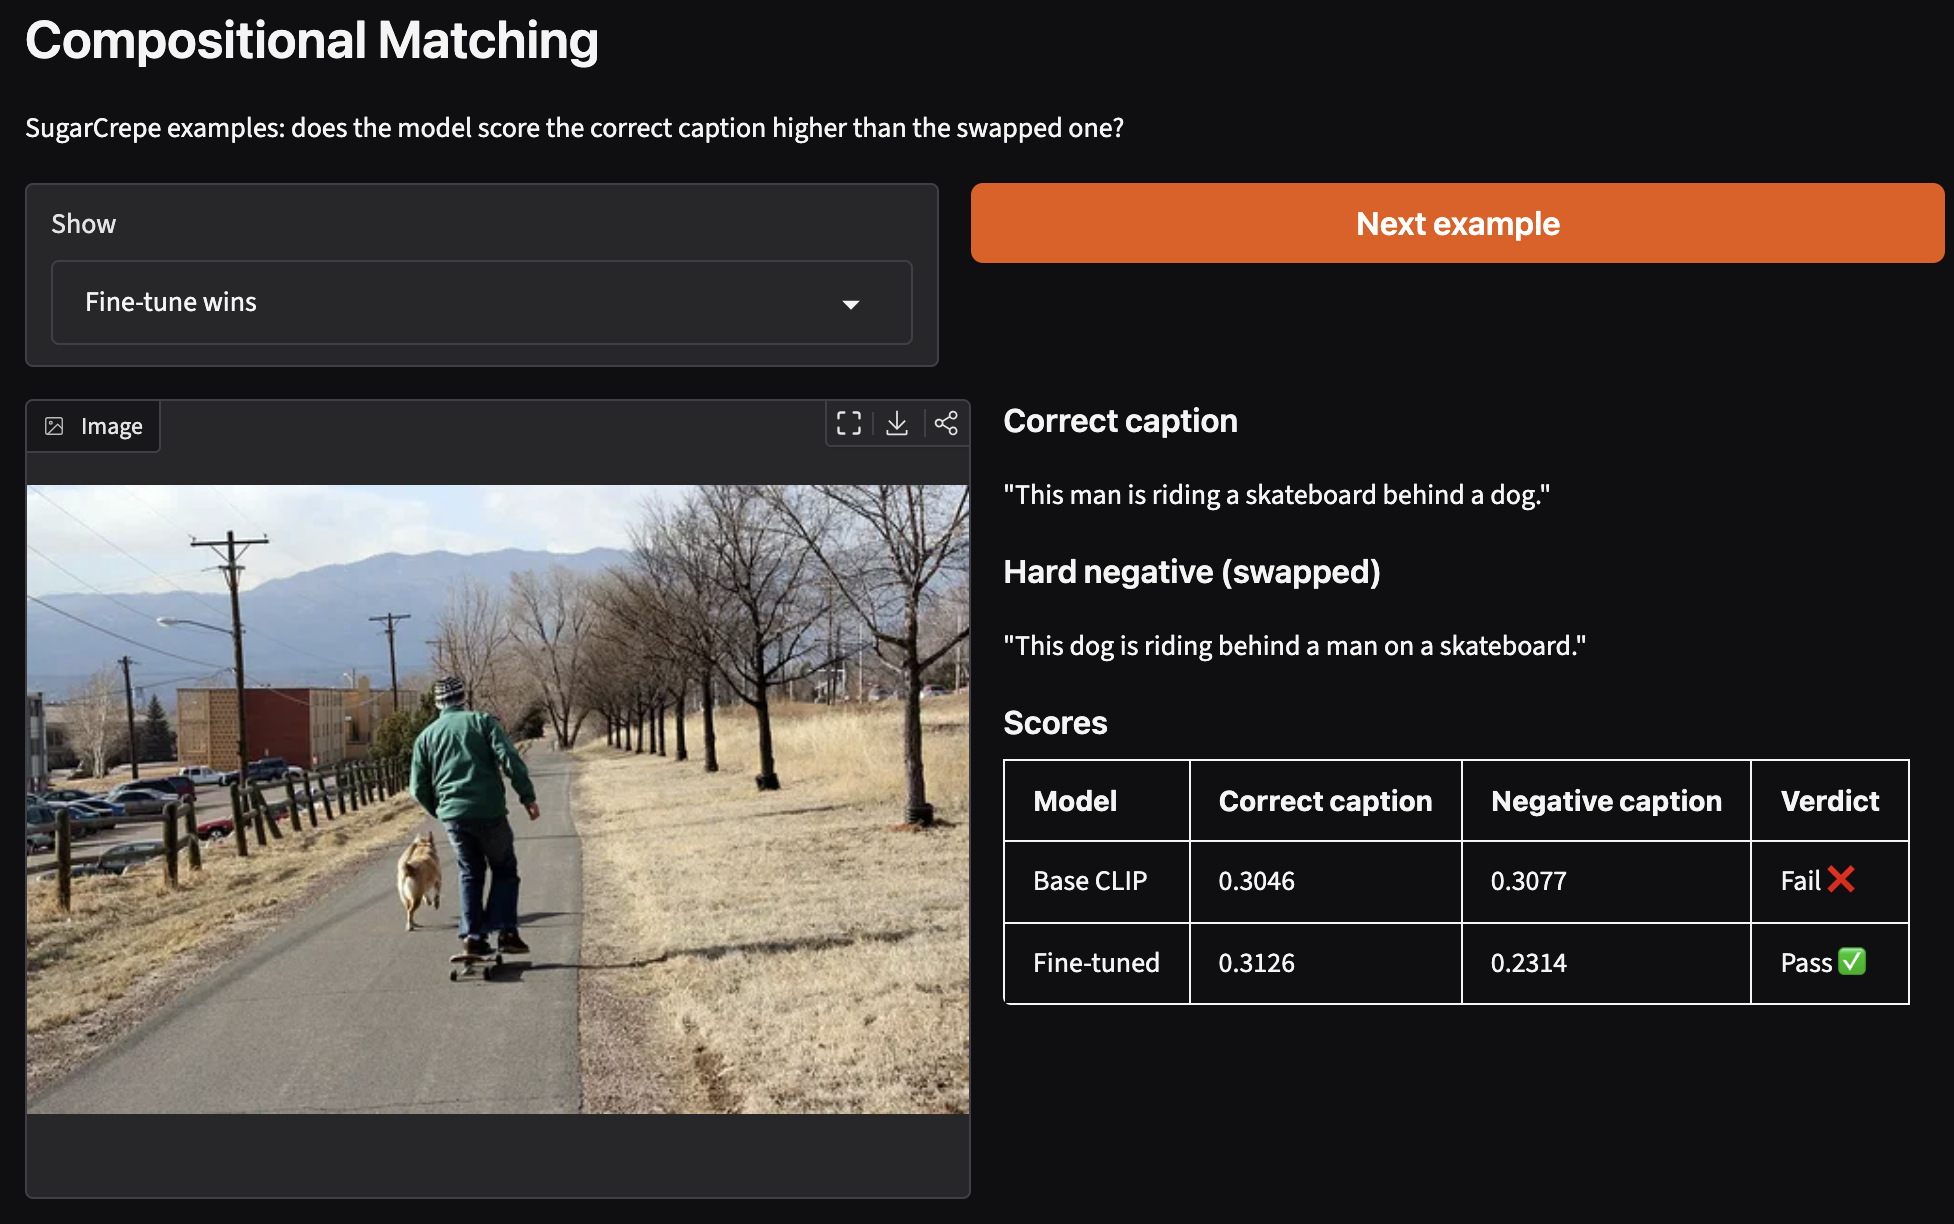 Compositional Matching
SugarCrepe examples: does the model score the correct caption higher than the swapped one?
Show
Fine-tune wins
Next example
Image
Correct caption
"This man is riding a skateboard behind a dog."
Hard negative (swapped)
"This dog is riding behind a man on a skateboard."
Scores
Model Correct caption Negative caption Verdict
Base CLIP 0.3046 0.3077 Fail ❌
Fine-tuned 0.3126 0.2314 Pass ✅